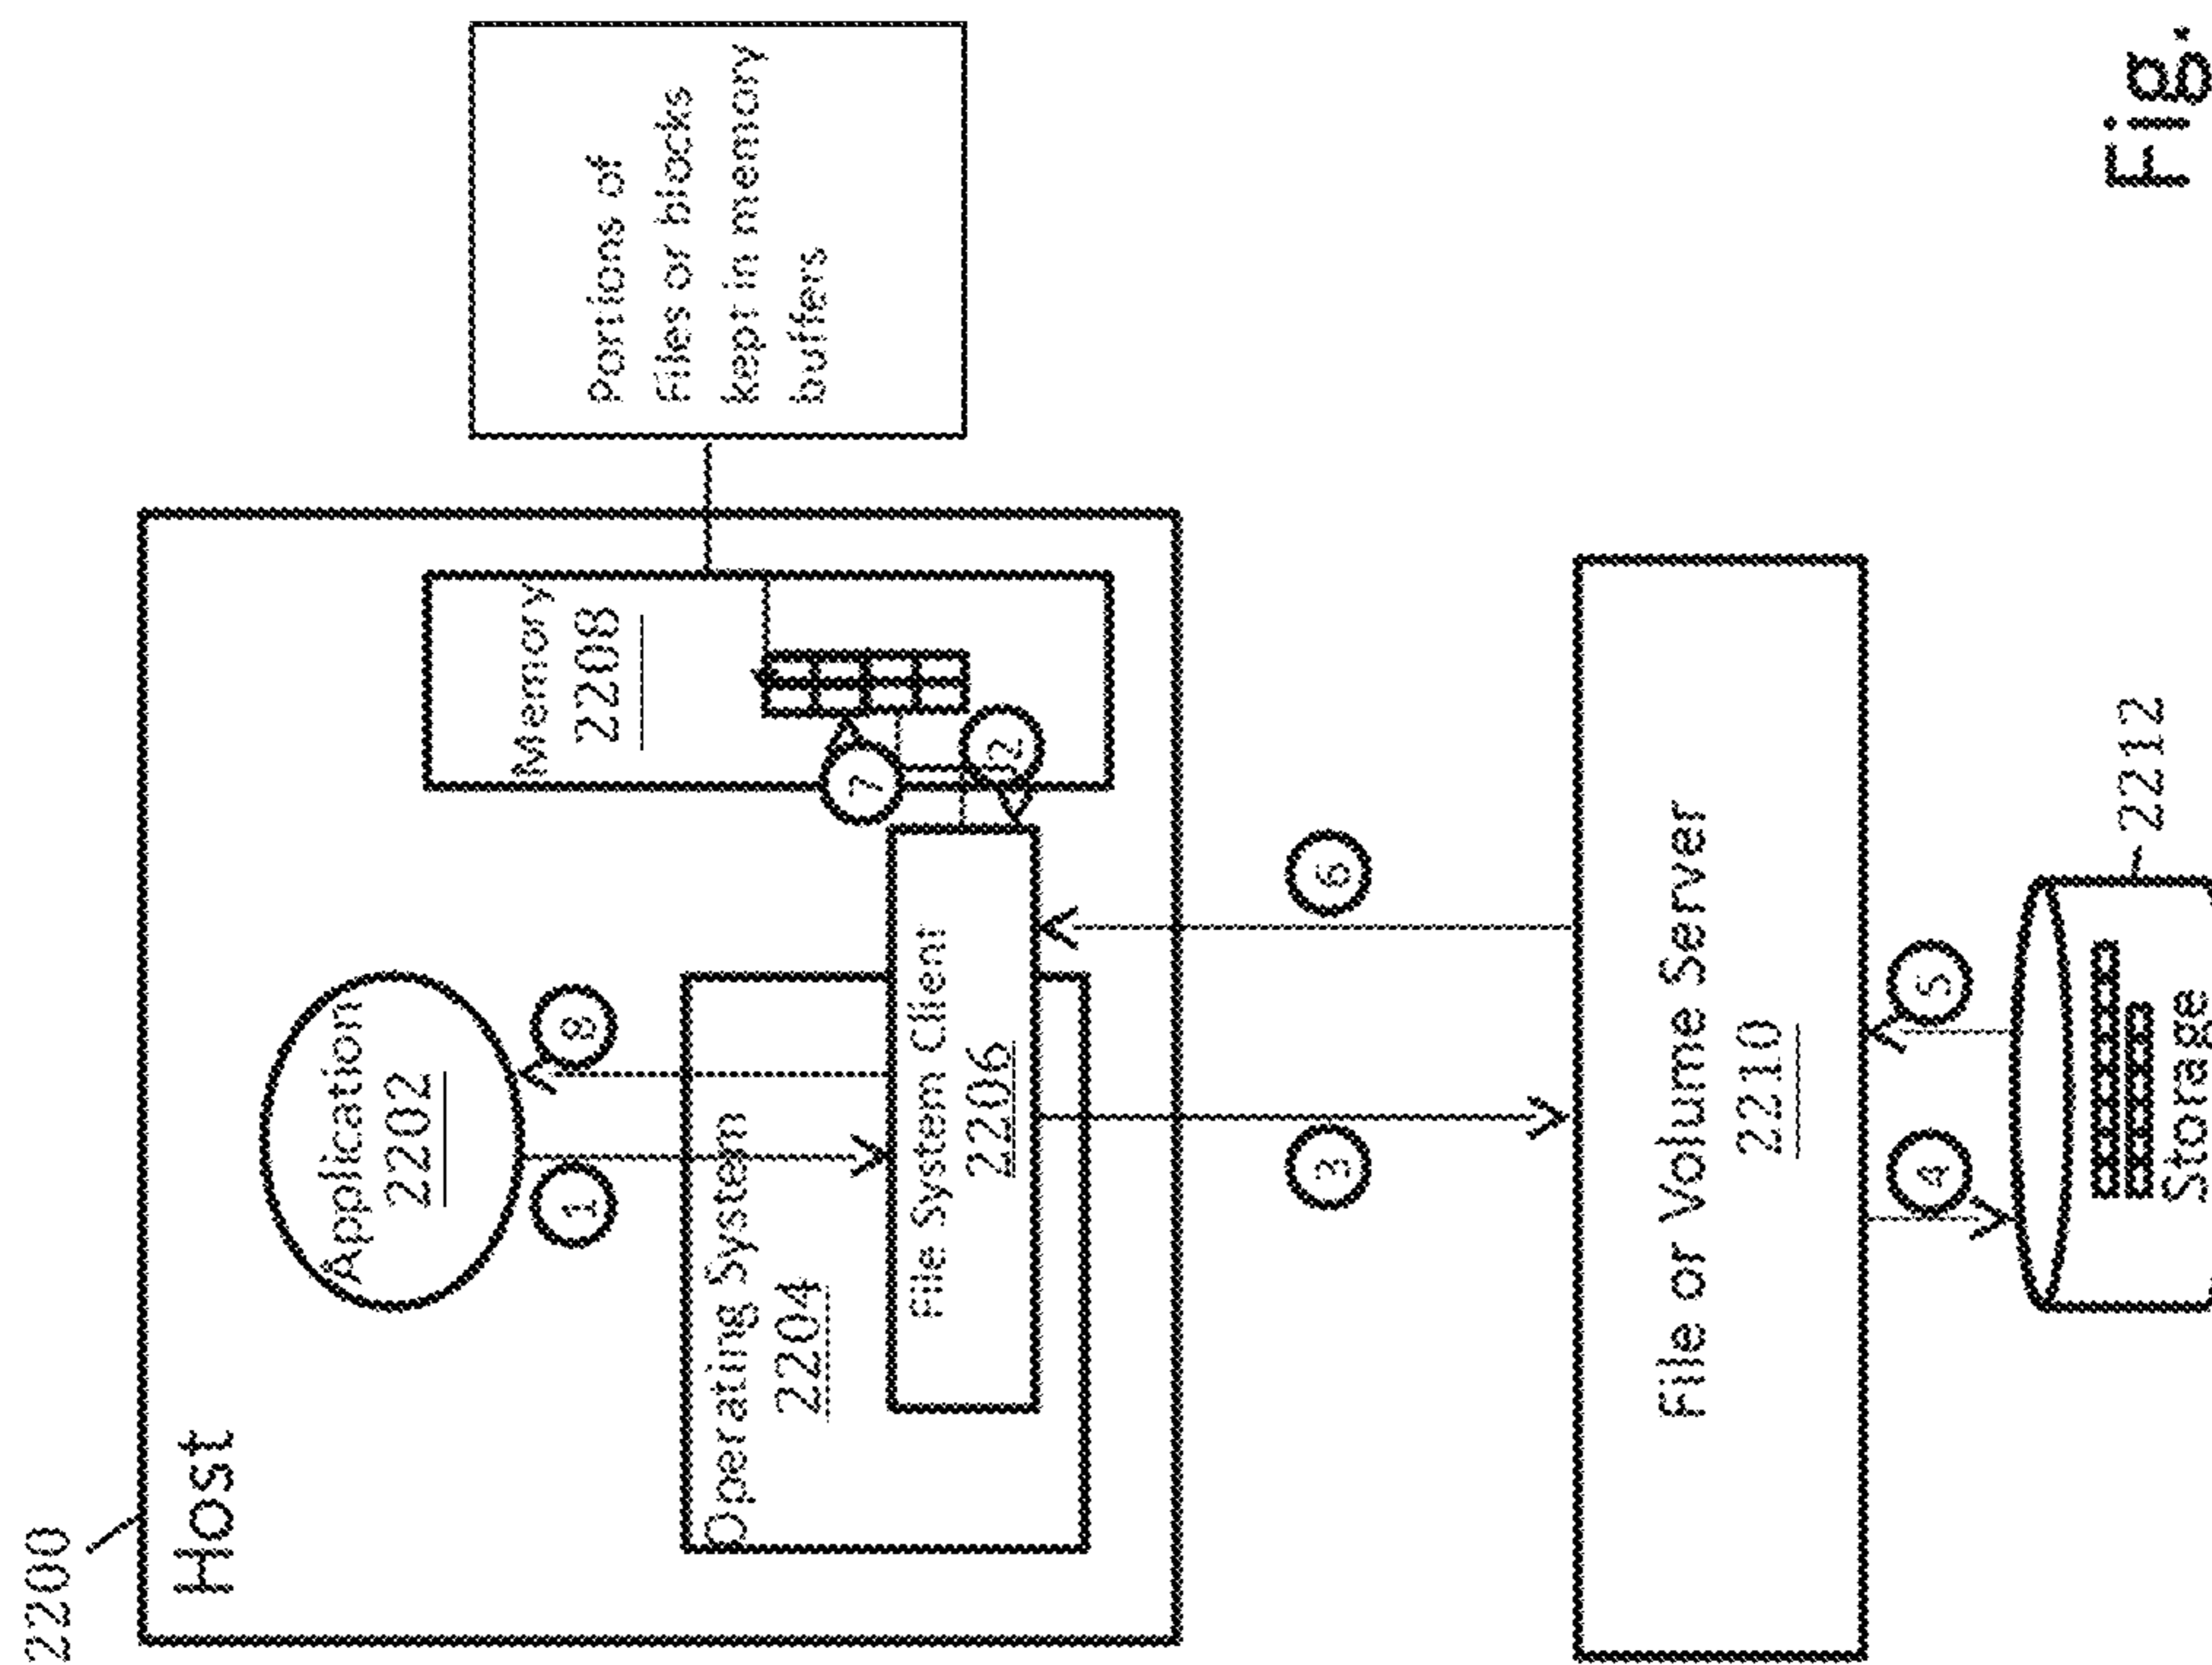 2200
Host
Application
2202
1
8
Operating System
2204
File System Client
2206
Memory
2208
7
2
Portions of
Files or blocks
kept in memory
buffers
3
6
File or Volume Server
2210
4
5
Storage
2212
Fig.